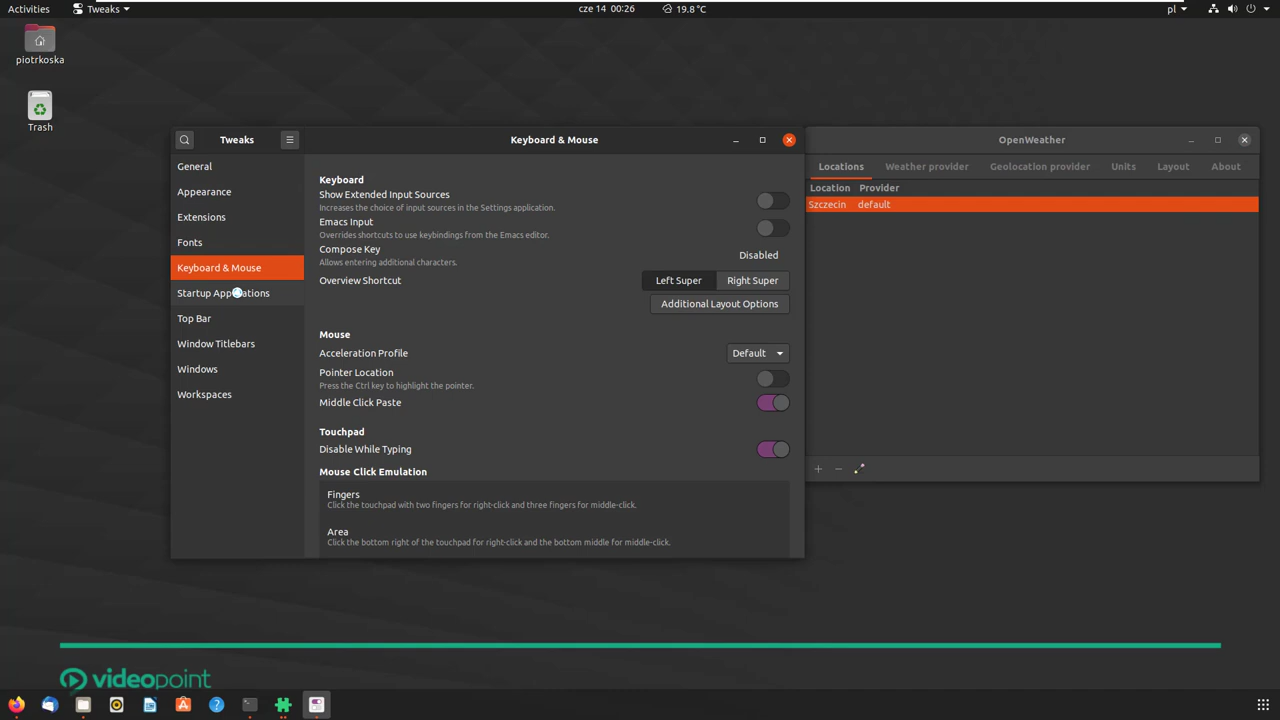 Activities
Tweaks
cze 14 00:26
19.8 °C
pl
piotrkoska
Trash
Tweaks
Keyboard & Mouse
General
Appearance
Extensions
Fonts
Keyboard & Mouse
Startup Applications
Top Bar
Window Titlebars
Windows
Workspaces
Keyboard
Show Extended Input Sources
Increases the choice of input sources in the Settings application.
Emacs Input
Overrides shortcuts to use keybindings from the Emacs editor.
Compose Key
Allows entering additional characters.
Disabled
Overview Shortcut
Left Super
Right Super
Additional Layout Options
Mouse
Acceleration Profile
Default
Pointer Location
Press the Ctrl key to highlight the pointer.
Middle Click Paste
Touchpad
Disable While Typing
Mouse Click Emulation
Fingers
Click the touchpad with two fingers for right-click and three fingers for middle-click.
Area
Click the bottom right of the touchpad for right-click and the bottom middle for middle-click.
OpenWeather
Locations
Weather provider
Geolocation provider
Units
Layout
About
Location Provider
Szczecin default
videopoint